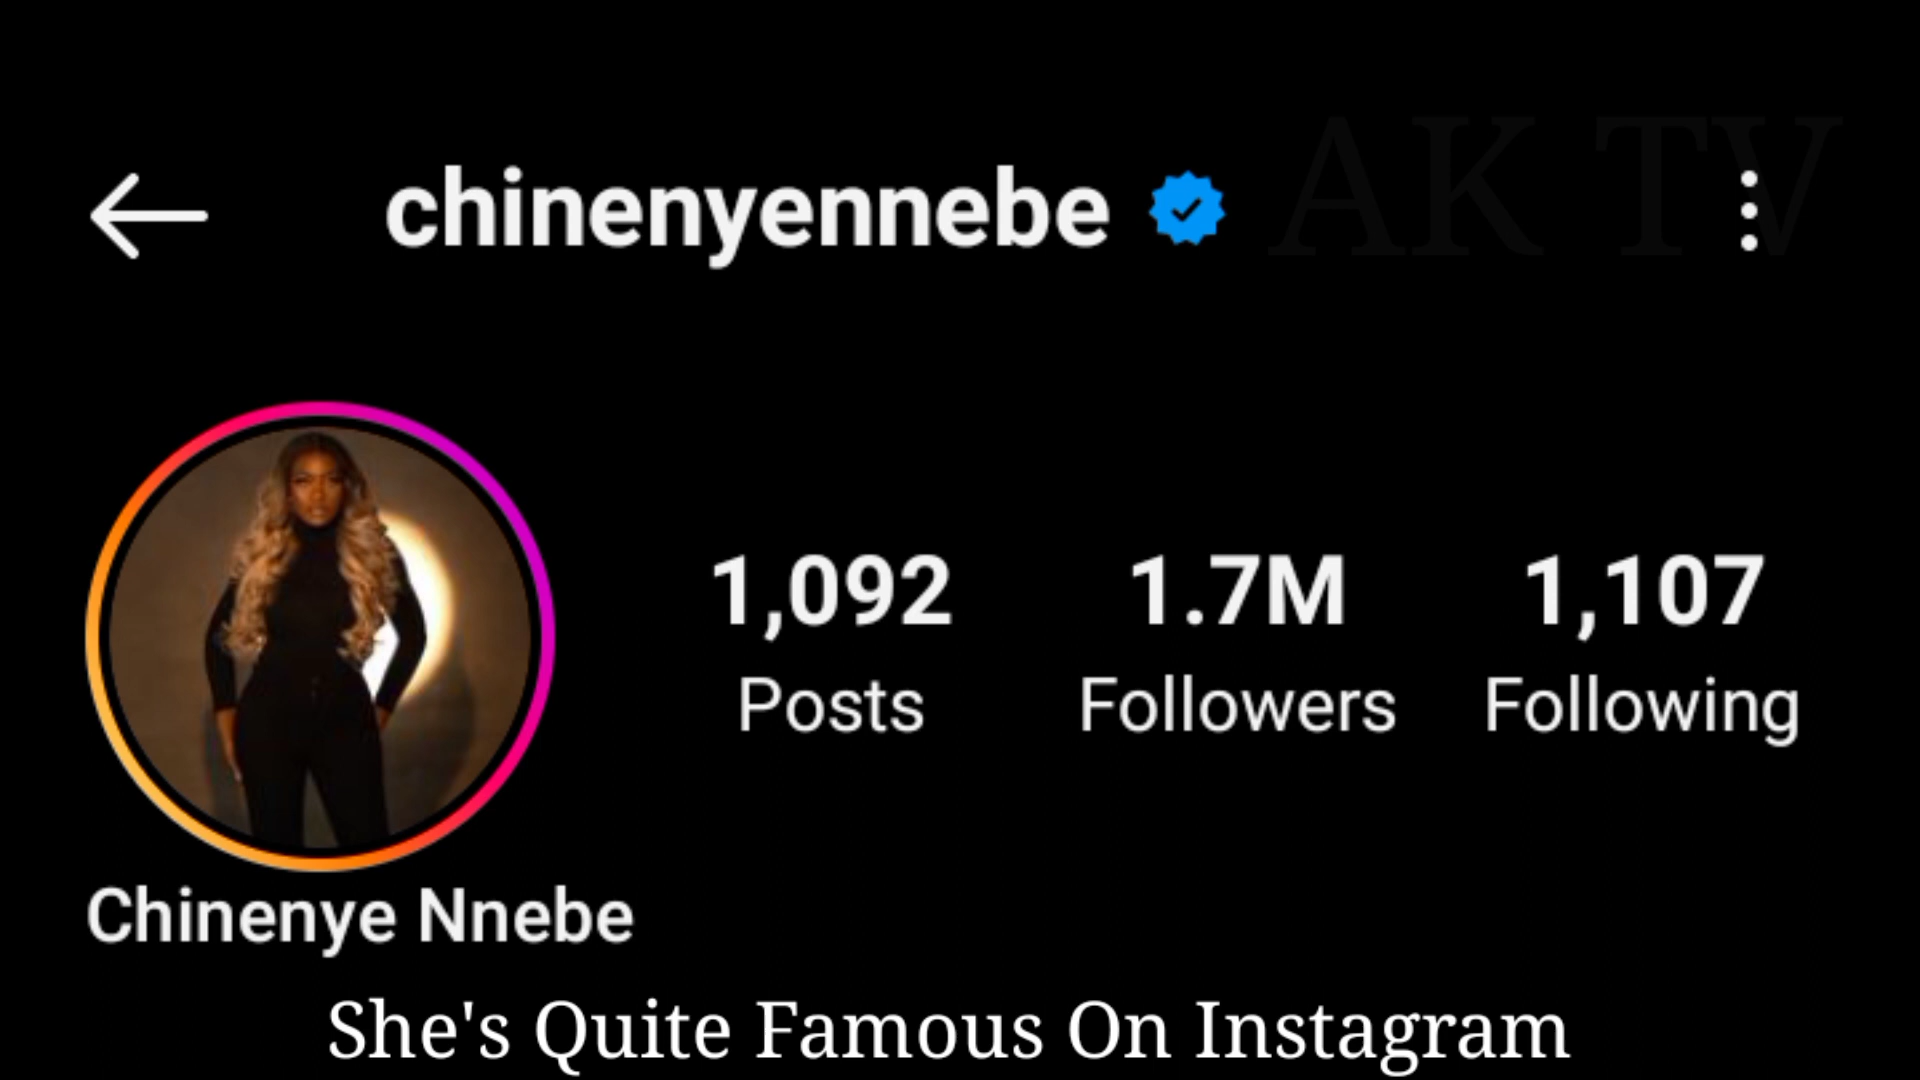 AK TV
chinenyennebe
1,092 1.7M 1,107
Posts Followers Following
Chinenye Nnebe
She's Quite Famous On Instagram